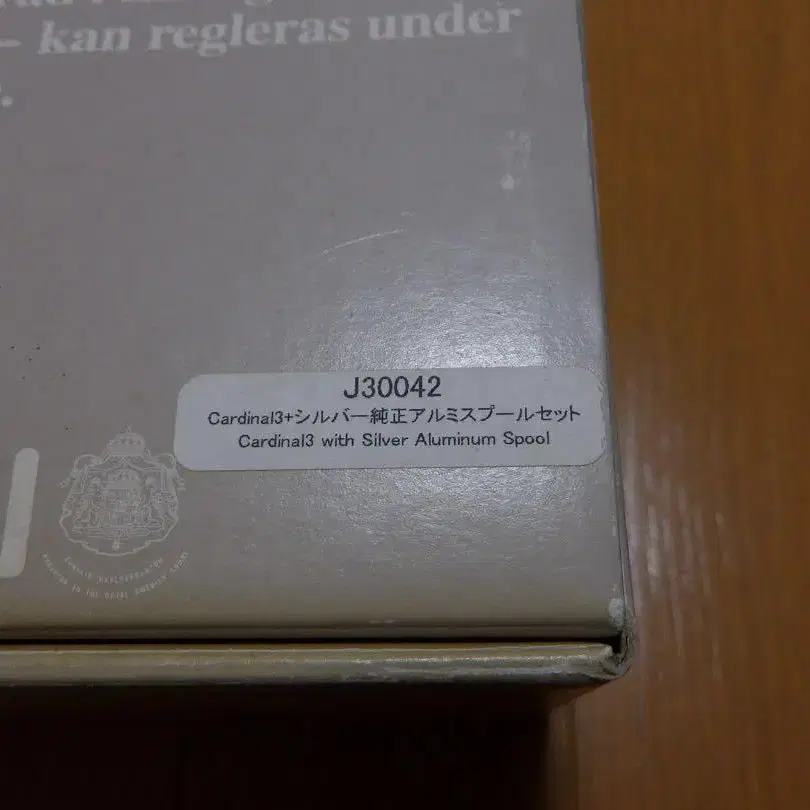 – kan regleras under
J30042
Cardinal3+シルバー純正アルミスプールセット
Cardinal3 with Silver Aluminum Spool